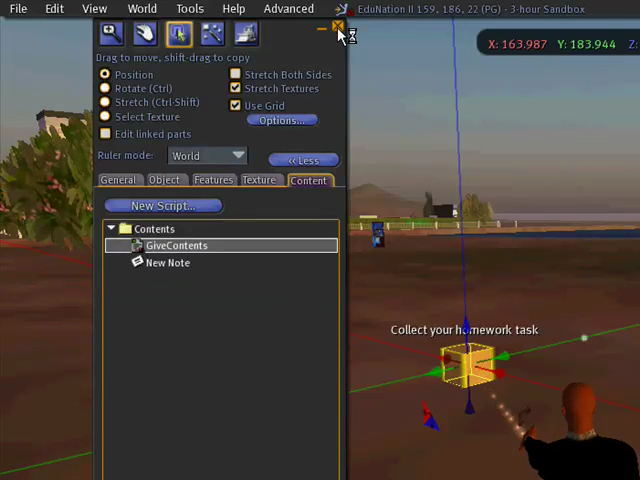 File Edit View World Tools Help Advanced EduNation II 159, 186, 22 (PG) - 3-hour Sandbox
X: 163.987 Y: 183.944 Z:
Drag to move, shift-drag to copy
Position
Rotate (Ctrl)
Stretch (Ctrl-Shift)
Select Texture
Edit linked parts
Stretch Both Sides
Stretch Textures
Use Grid
Options...
Ruler mode: World
<< Less
General Object Features Texture Content
New Script...
Contents
GiveContents
New Note
Collect your homework task